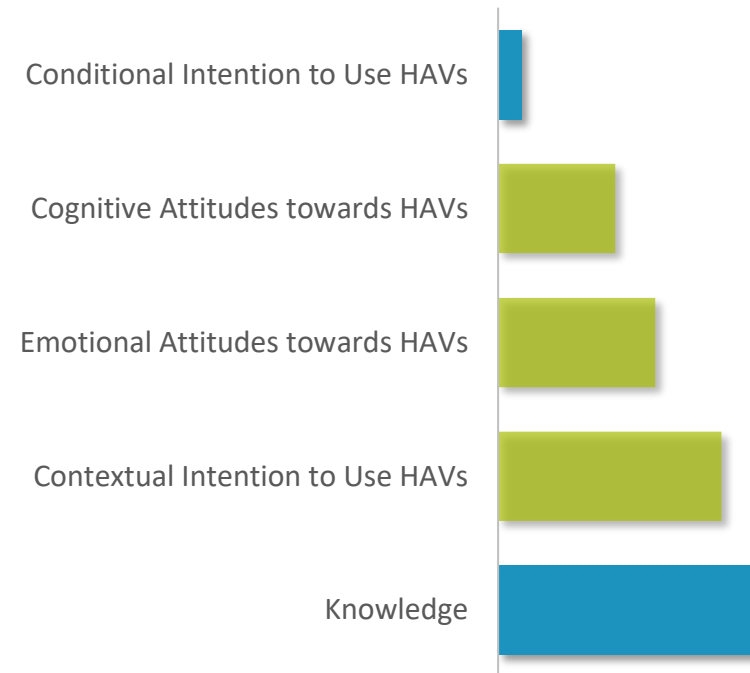 Conditional Intention to Use HAVs
Cognitive Attitudes towards HAVs
Emotional Attitudes towards HAVs
Contextual Intention to Use HAVs
Knowledge